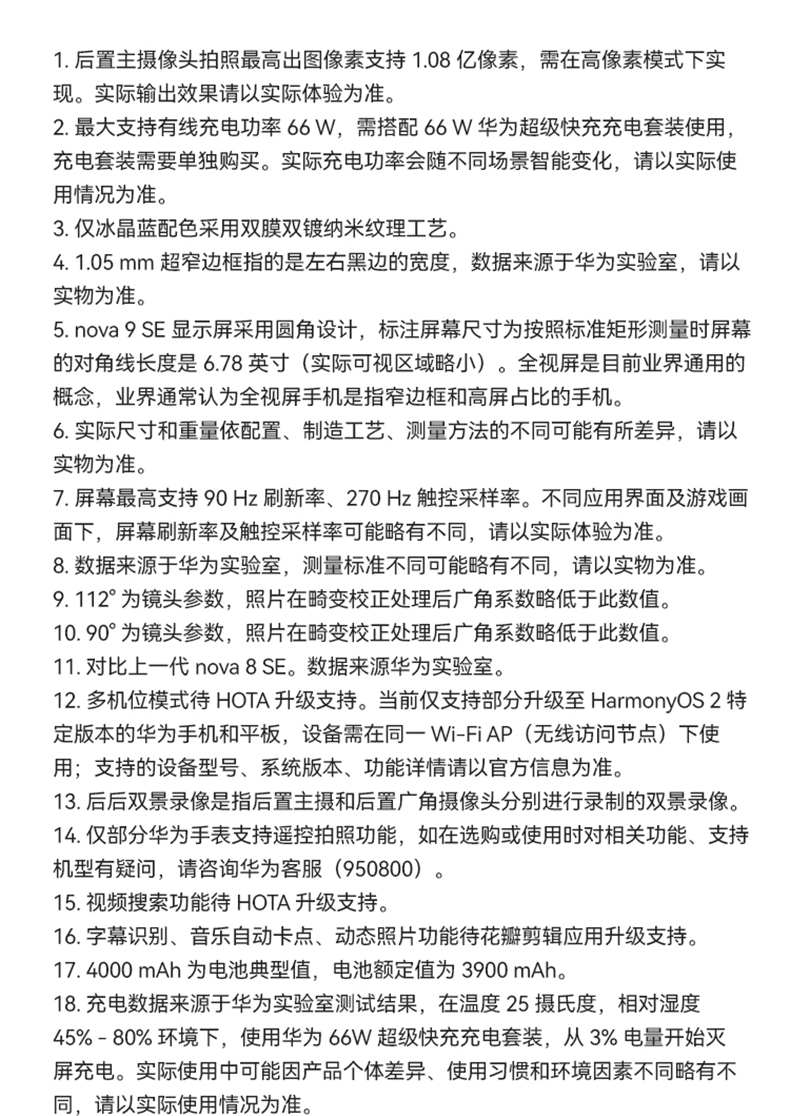 1. 后置主摄像头拍照最高出图像素支持 1.08 亿像素，需在高像素模式下实
现。实际输出效果请以实际体验为准。
2. 最大支持有线充电功率 66 W，需搭配 66 W 华为超级快充充电套装使用，
充电套装需要单独购买。实际充电功率会随不同场景智能变化，请以实际使
用情况为准。
3. 仅冰晶蓝配色采用双膜双镀纳米纹理工艺。
4. 1.05 mm 超窄边框指的是左右黑边的宽度，数据来源于华为实验室，请以
实物为准。
5. nova 9 SE 显示屏采用圆角设计，标注屏幕尺寸为按照标准矩形测量时屏幕
的对角线长度是 6.78 英寸（实际可视区域略小）。全视屏是目前业界通用的
概念，业界通常认为全视屏手机是指窄边框和高屏占比的手机。
6. 实际尺寸和重量依配置、制造工艺、测量方法的不同可能有所差异，请以
实物为准。
7. 屏幕最高支持 90 Hz 刷新率、270 Hz 触控采样率。不同应用界面及游戏画
面下，屏幕刷新率及触控采样率可能略有不同，请以实际体验为准。
8. 数据来源于华为实验室，测量标准不同可能略有不同，请以实物为准。
9. 112° 为镜头参数，照片在畸变校正处理后广角系数略低于此数值。
10. 90° 为镜头参数，照片在畸变校正处理后广角系数略低于此数值。
11. 对比上一代 nova 8 SE。数据来源华为实验室。
12. 多机位模式待 HOTA 升级支持。当前仅支持部分升级至 HarmonyOS 2 特
定版本的华为手机和平板，设备需在同一 Wi-Fi AP（无线访问节点）下使
用；支持的设备型号、系统版本、功能详情请以官方信息为准。
13. 后后双景录像是指后置主摄和后置广角摄像头分别进行录制的双景录像。
14. 仅部分华为手表支持遥控拍照功能，如在选购或使用时对相关功能、支持
机型有疑问，请咨询华为客服（950800）。
15. 视频搜索功能待 HOTA 升级支持。
16. 字幕识别、音乐自动卡点、动态照片功能待花瓣剪辑应用升级支持。
17. 4000 mAh 为电池典型值，电池额定值为 3900 mAh。
18. 充电数据来源于华为实验室测试结果，在温度 25 摄氏度，相对湿度
45% - 80% 环境下，使用华为 66W 超级快充充电套装，从 3% 电量开始灭
屏充电。实际使用中可能因产品个体差异、使用习惯和环境因素不同略有不
同，请以实际使用情况为准。